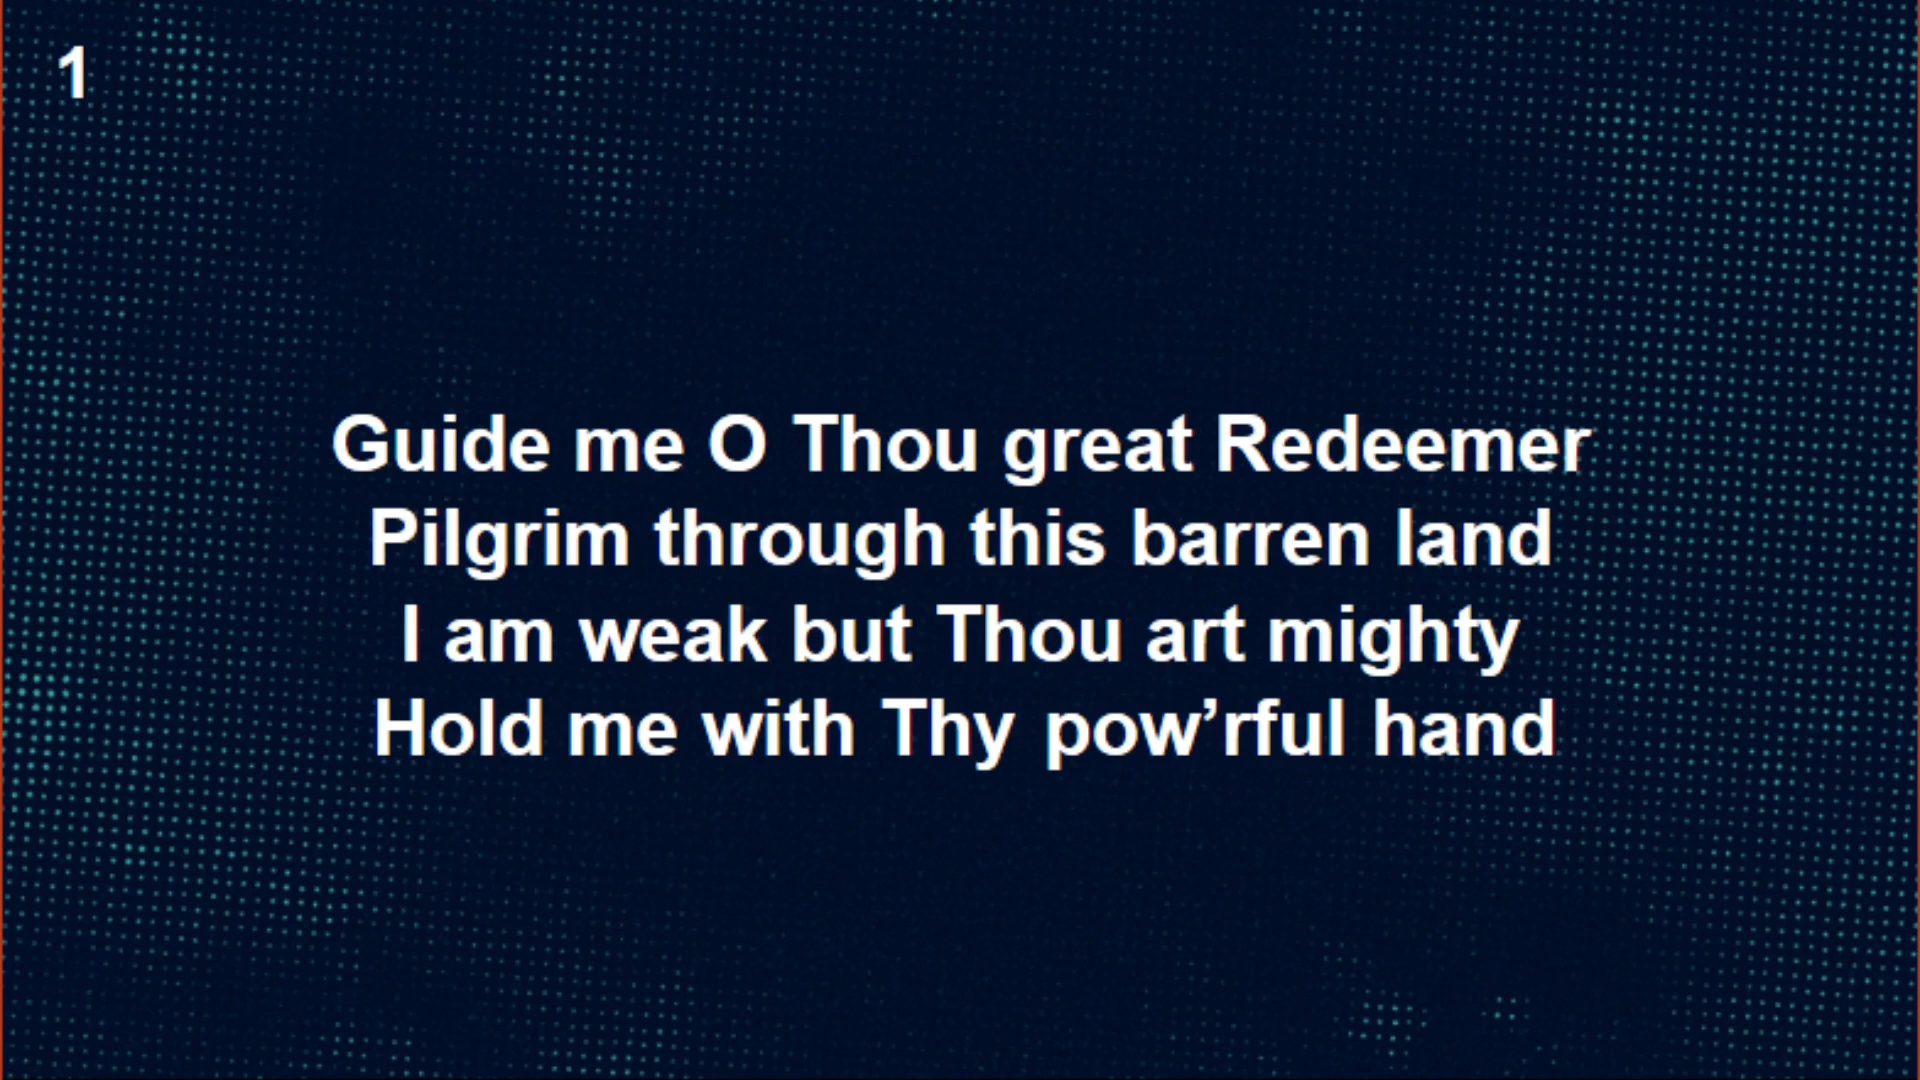 1
Guide me O Thou great Redeemer
Pilgrim through this barren land
I am weak but Thou art mighty
Hold me with Thy pow’rful hand